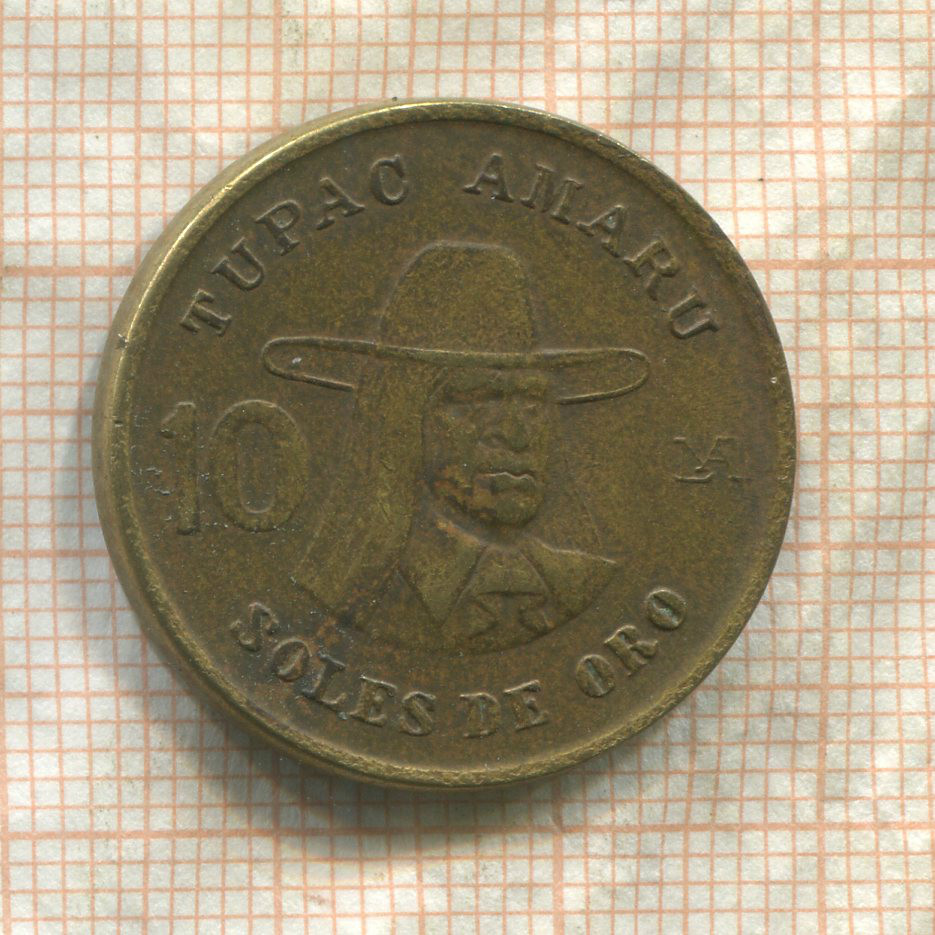 TUPAC AMARU
10
SOLES DE ORO